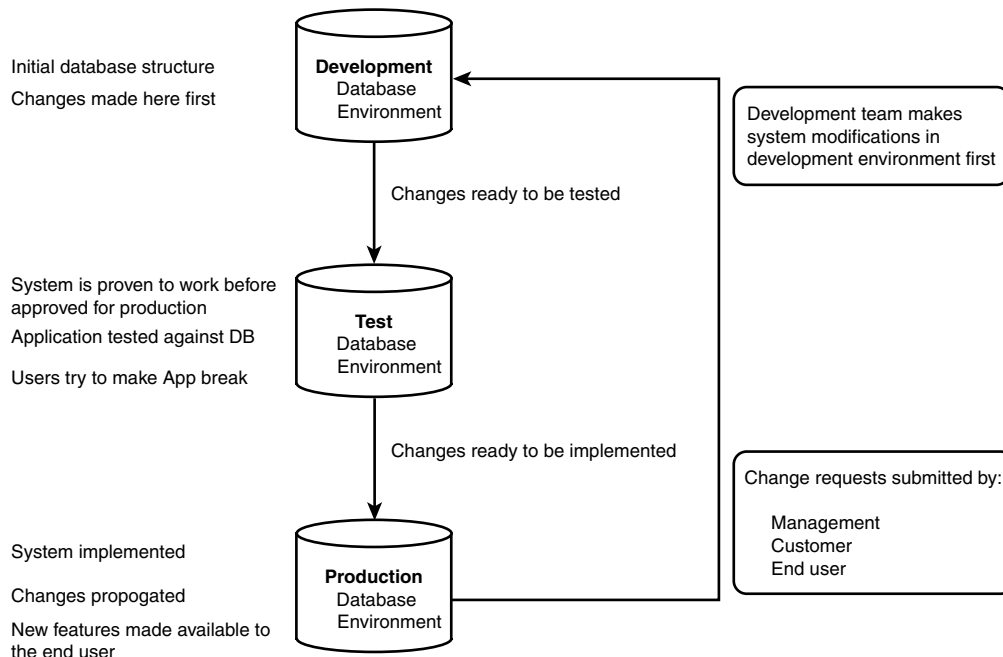 Initial database structure
Changes made here first
Development
Database
Environment
Development team makes
system modifications in
development environment first
Changes ready to be tested
System is proven to work before
approved for production
Application tested against DB
Users try to make App break
Test
Database
Environment
Changes ready to be implemented
Change requests submitted by:
Management
Customer
End user
System implemented
Changes propogated
New features made available to
the end user
Production
Database
Environment